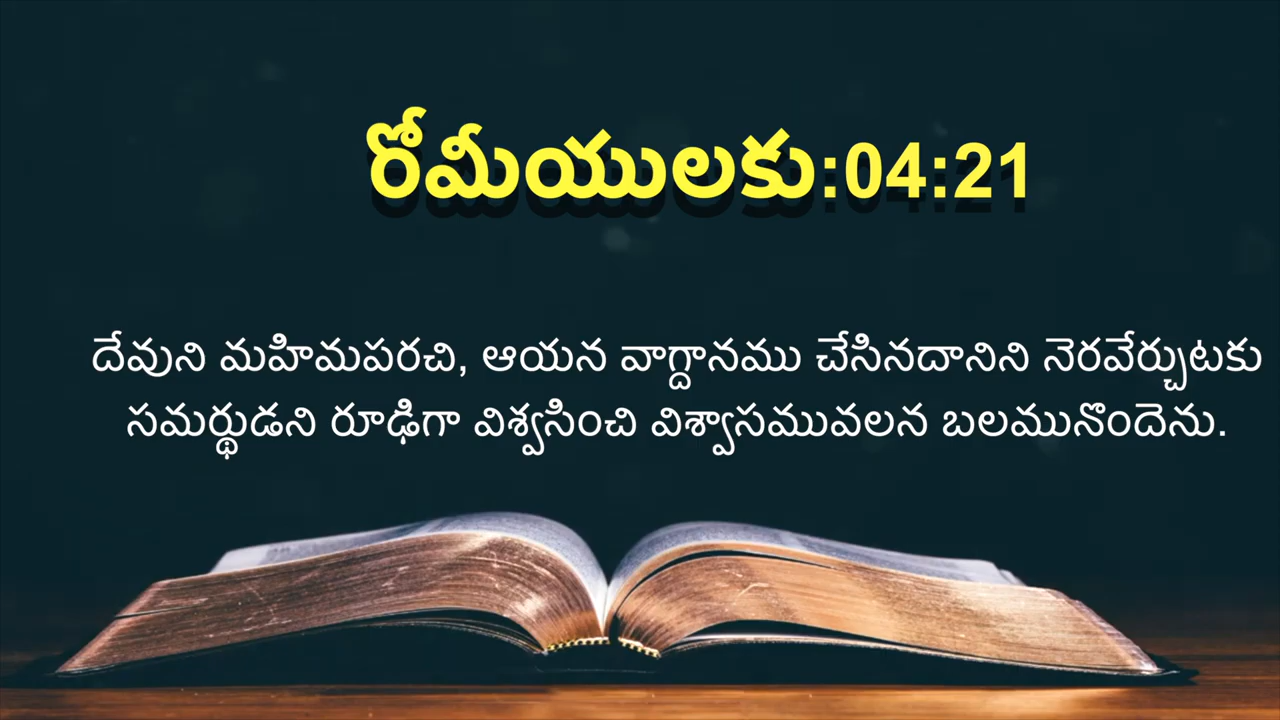 రోమీయులకు:04:21
దేవుని మహిమపరచి, ఆయన వాగ్దానము చేసినదానిని నెరవేర్చుటకు
సమర్థుడని రూఢిగా విశ్వసించి విశ్వాసమువలన బలమునొందెను.